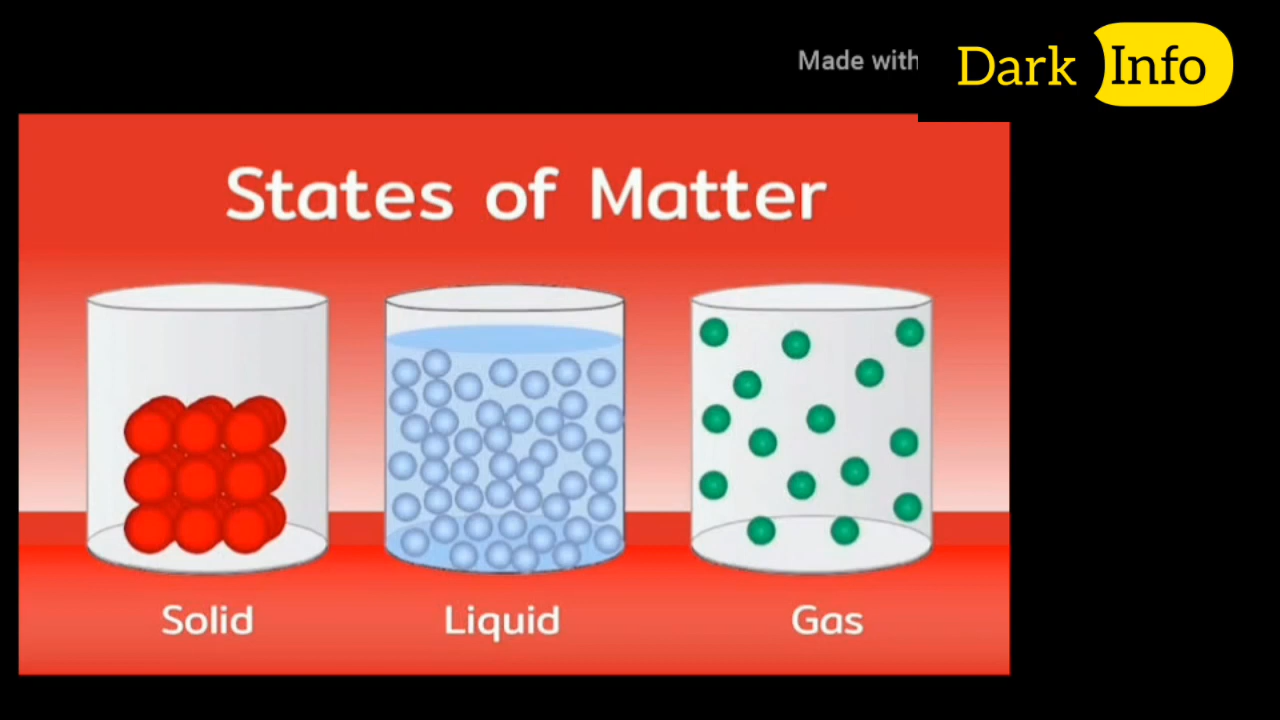 Made with
Dark Info
States of Matter
Solid
Liquid
Gas